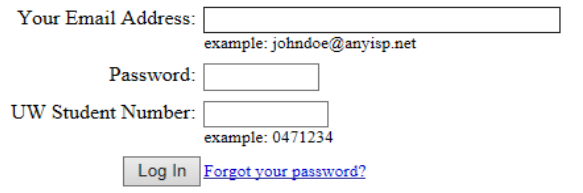 Your Email Address:
example: johndoe@anyisp.net
Password:
UW Student Number:
example: 0471234
Log In Forgot your password?